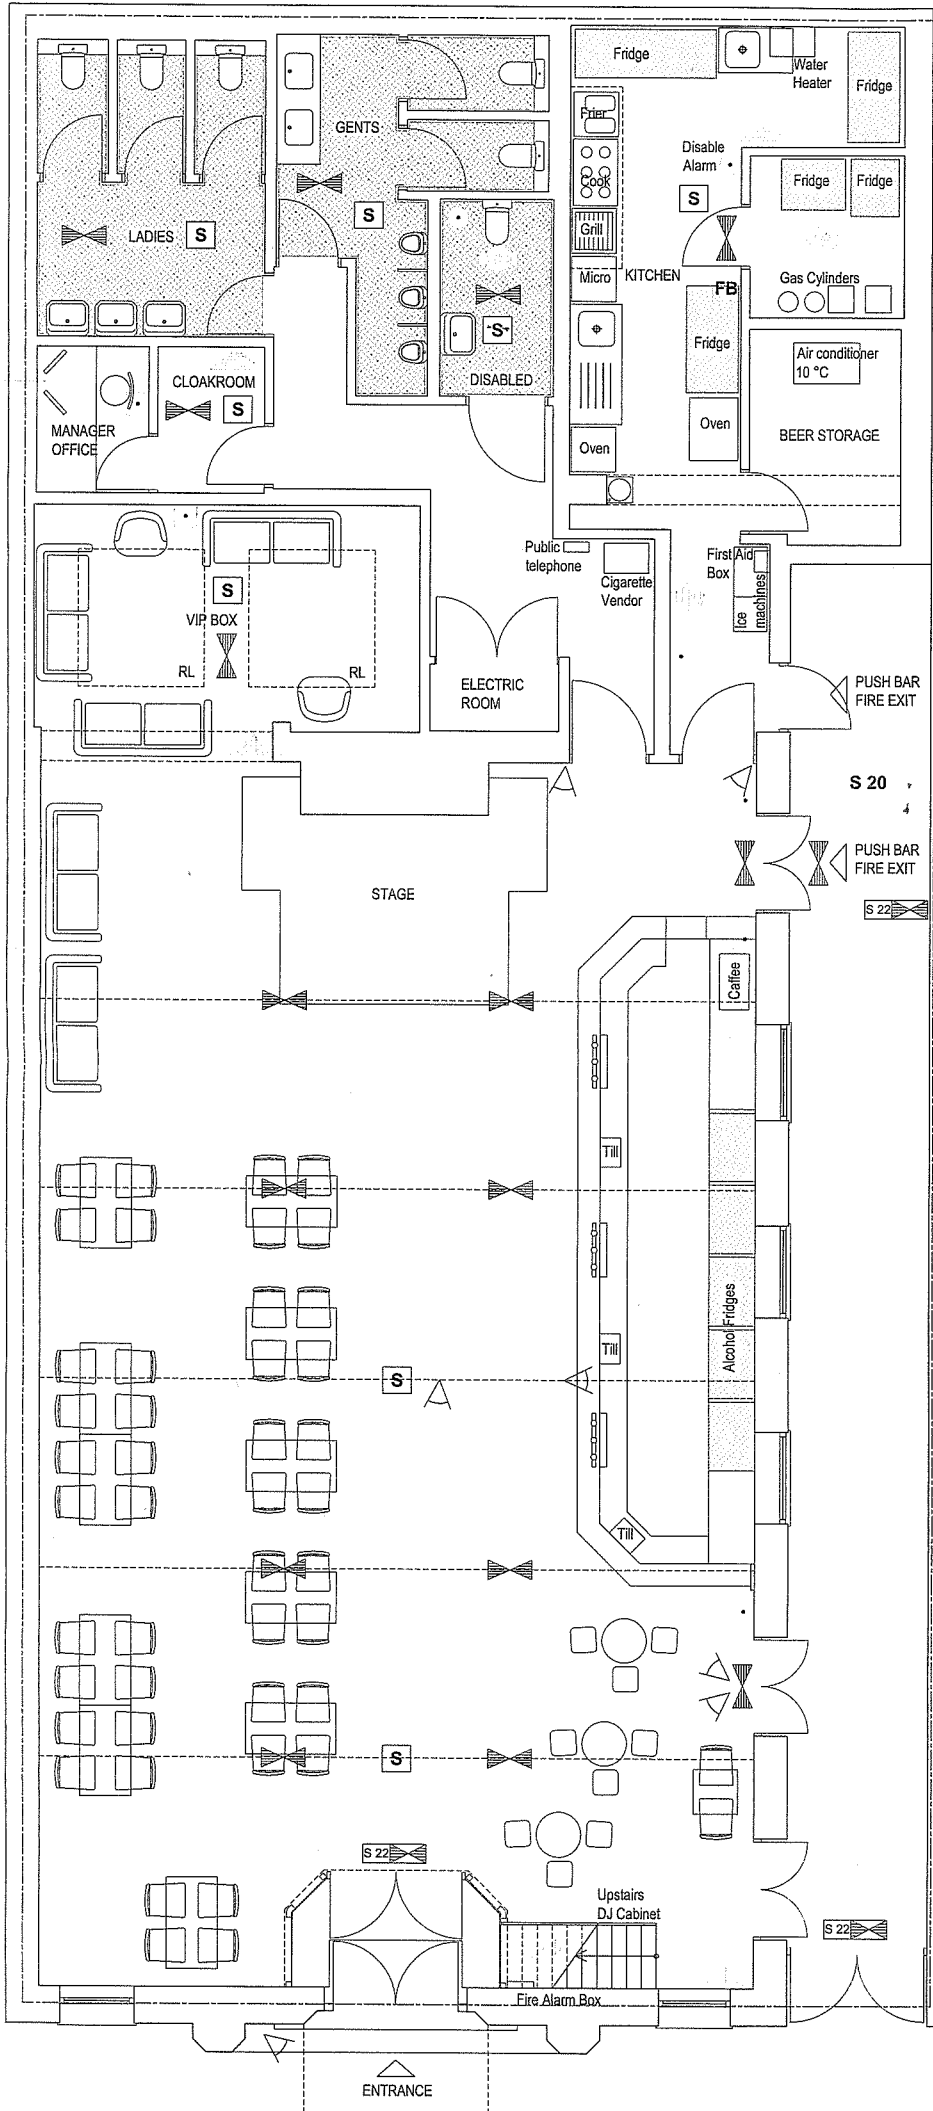 Fridge
Water
Heater
Fridge
Frier
GENTS
Disable
Alarm
S
Cook
Fridge
Fridge
S
LADIES
S
Grill
Micro
KITCHEN
FB
Gas Cylinders
S
Fridge
Air conditioner
10 °C
DISABLED
CLOAKROOM
S
MANAGER
OFFICE
Oven
Oven
BEER STORAGE
Public
telephone
Cigarette
Vendor
First Aid
Box
Ice
machines
S
VIP BOX
RL
RL
ELECTRIC
ROOM
PUSH BAR
FIRE EXIT
S 20
PUSH BAR
FIRE EXIT
STAGE
S 22
Caffee
Till
Alcohol Fridges
Till
S
Till
S
S 22
Upstairs
DJ Cabinet
S 22
Fire Alarm Box
ENTRANCE